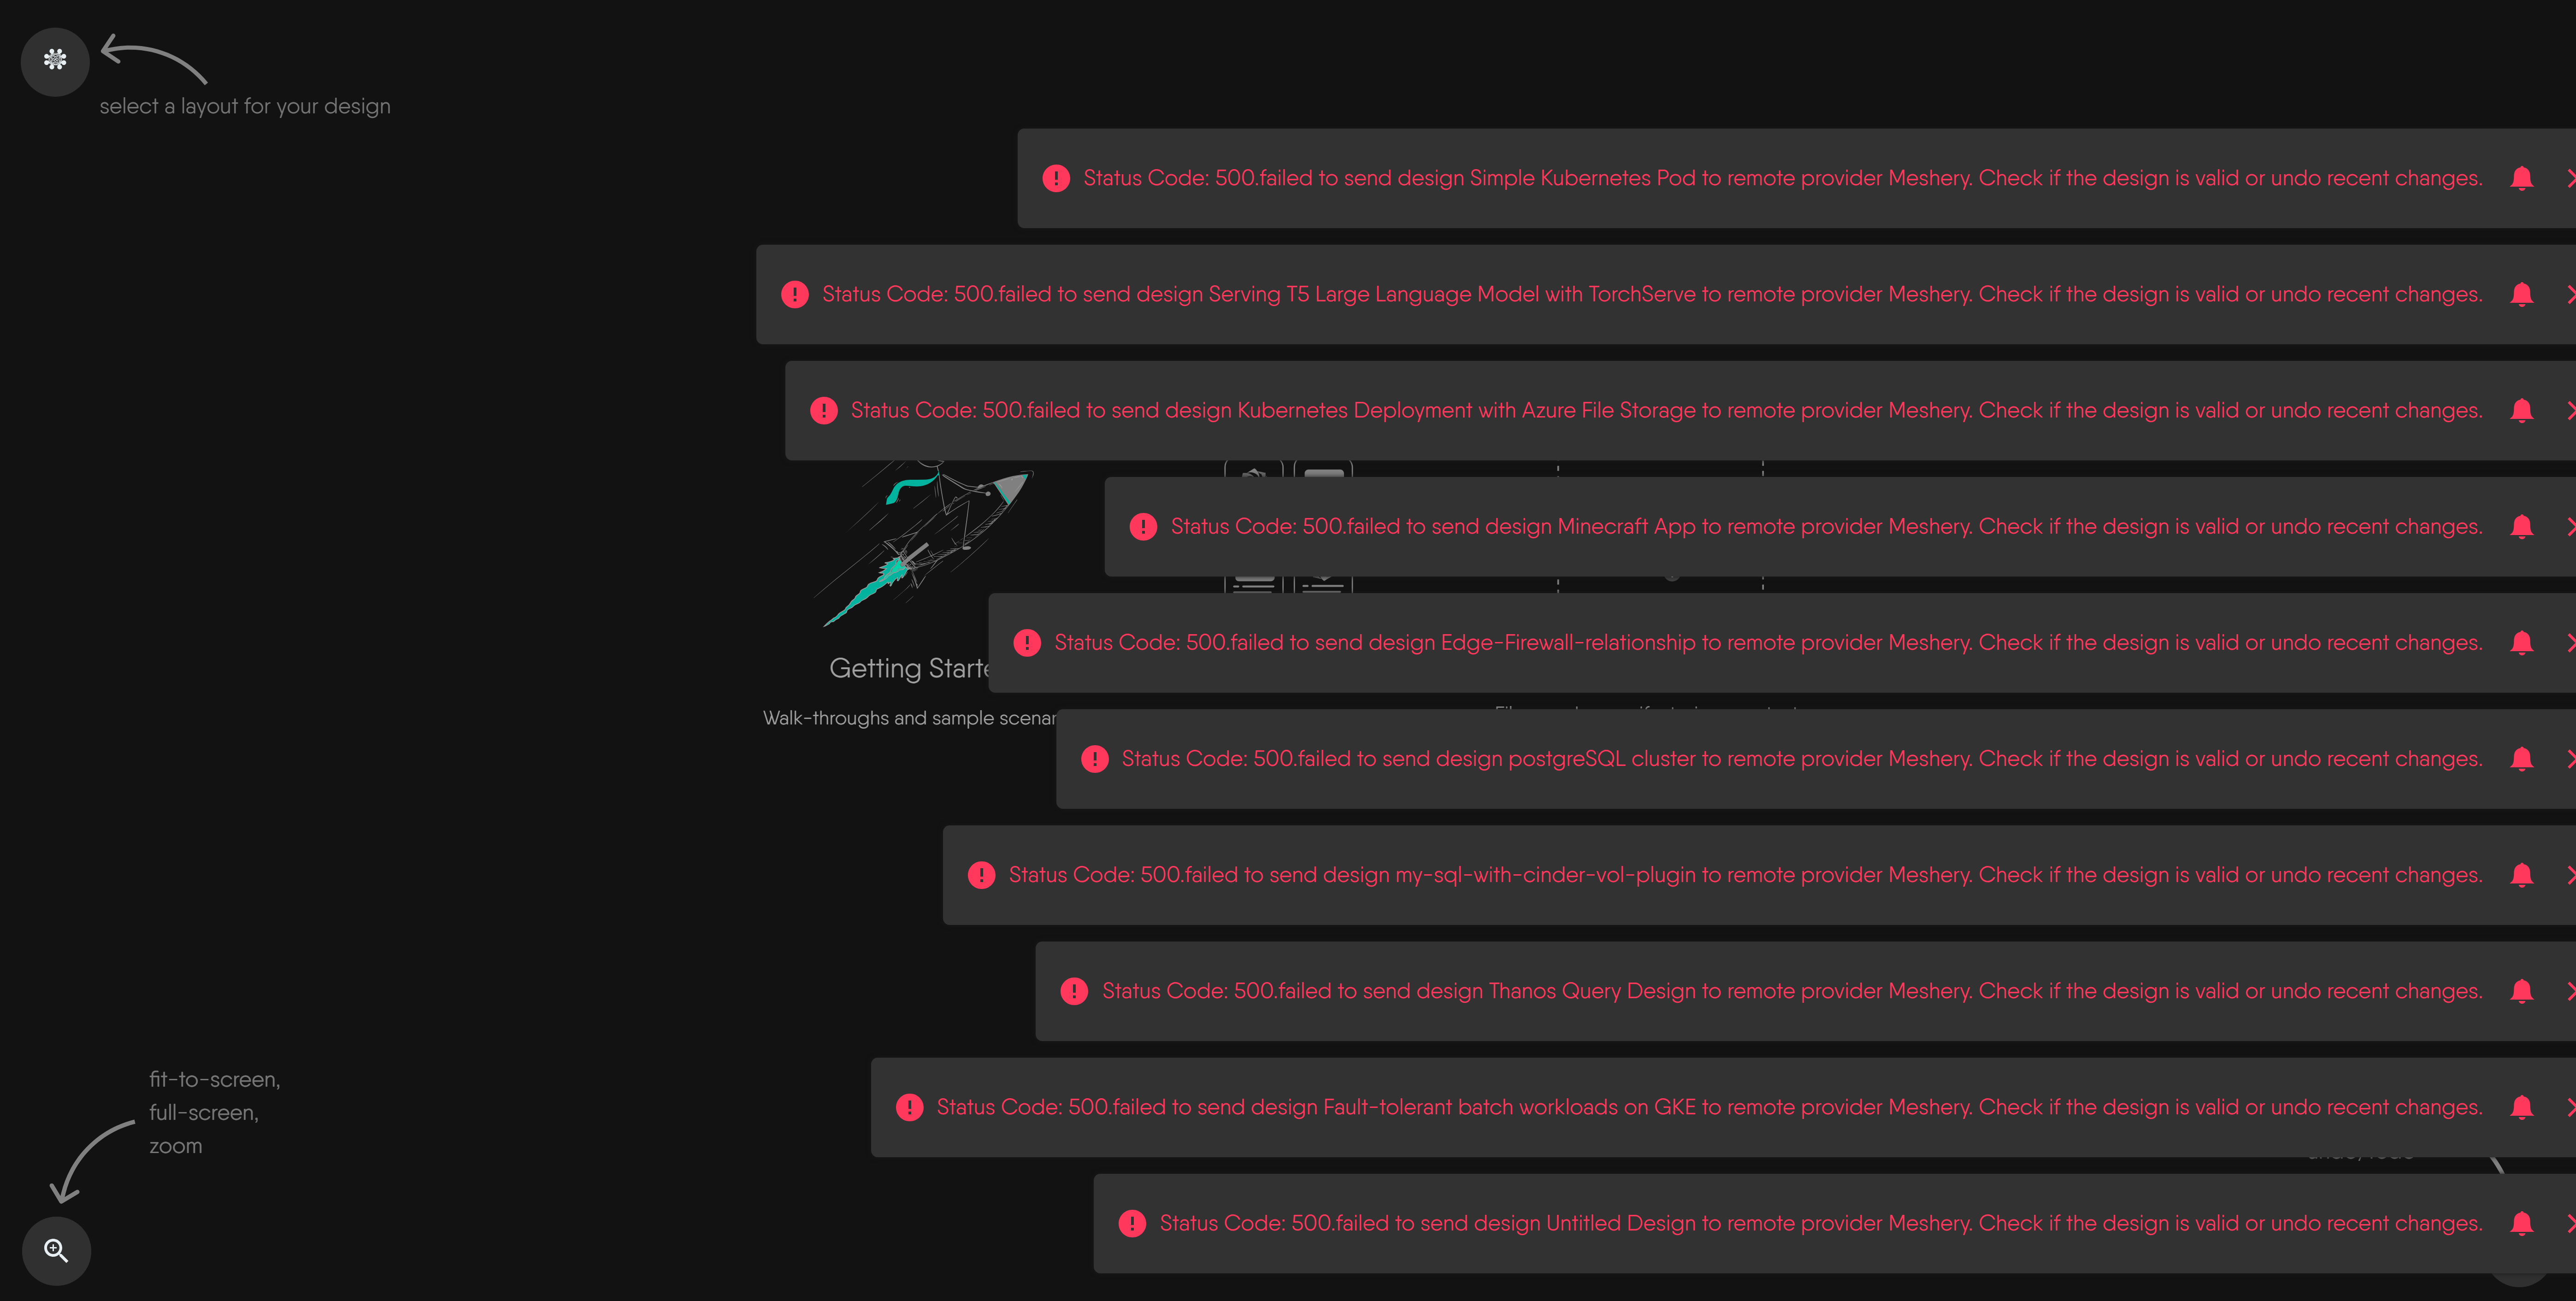 select a layout for your design
Status Code: 500.failed to send design Simple Kubernetes Pod to remote provider Meshery. Check if the design is valid or undo recent changes.
Status Code: 500.failed to send design Serving T5 Large Language Model with TorchServe to remote provider Meshery. Check if the design is valid or undo recent changes.
Status Code: 500.failed to send design Kubernetes Deployment with Azure File Storage to remote provider Meshery. Check if the design is valid or undo recent changes.
Status Code: 500.failed to send design Minecraft App to remote provider Meshery. Check if the design is valid or undo recent changes.
Status Code: 500.failed to send design Edge-Firewall-relationship to remote provider Meshery. Check if the design is valid or undo recent changes.
Getting Starte
Walk-throughs and sample scenar
Status Code: 500.failed to send design postgreSQL cluster to remote provider Meshery. Check if the design is valid or undo recent changes.
Status Code: 500.failed to send design my-sql-with-cinder-vol-plugin to remote provider Meshery. Check if the design is valid or undo recent changes.
Status Code: 500.failed to send design Thanos Query Design to remote provider Meshery. Check if the design is valid or undo recent changes.
Status Code: 500.failed to send design Fault-tolerant batch workloads on GKE to remote provider Meshery. Check if the design is valid or undo recent changes.
Status Code: 500.failed to send design Untitled Design to remote provider Meshery. Check if the design is valid or undo recent changes.
fit-to-screen,
full-screen,
zoom